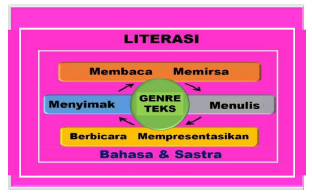 LITERASI
Membaca Memirsa
Menyimak
GENRE
TEKS
Menulis
Berbicara Mempresentasikan
Bahasa & Sastra